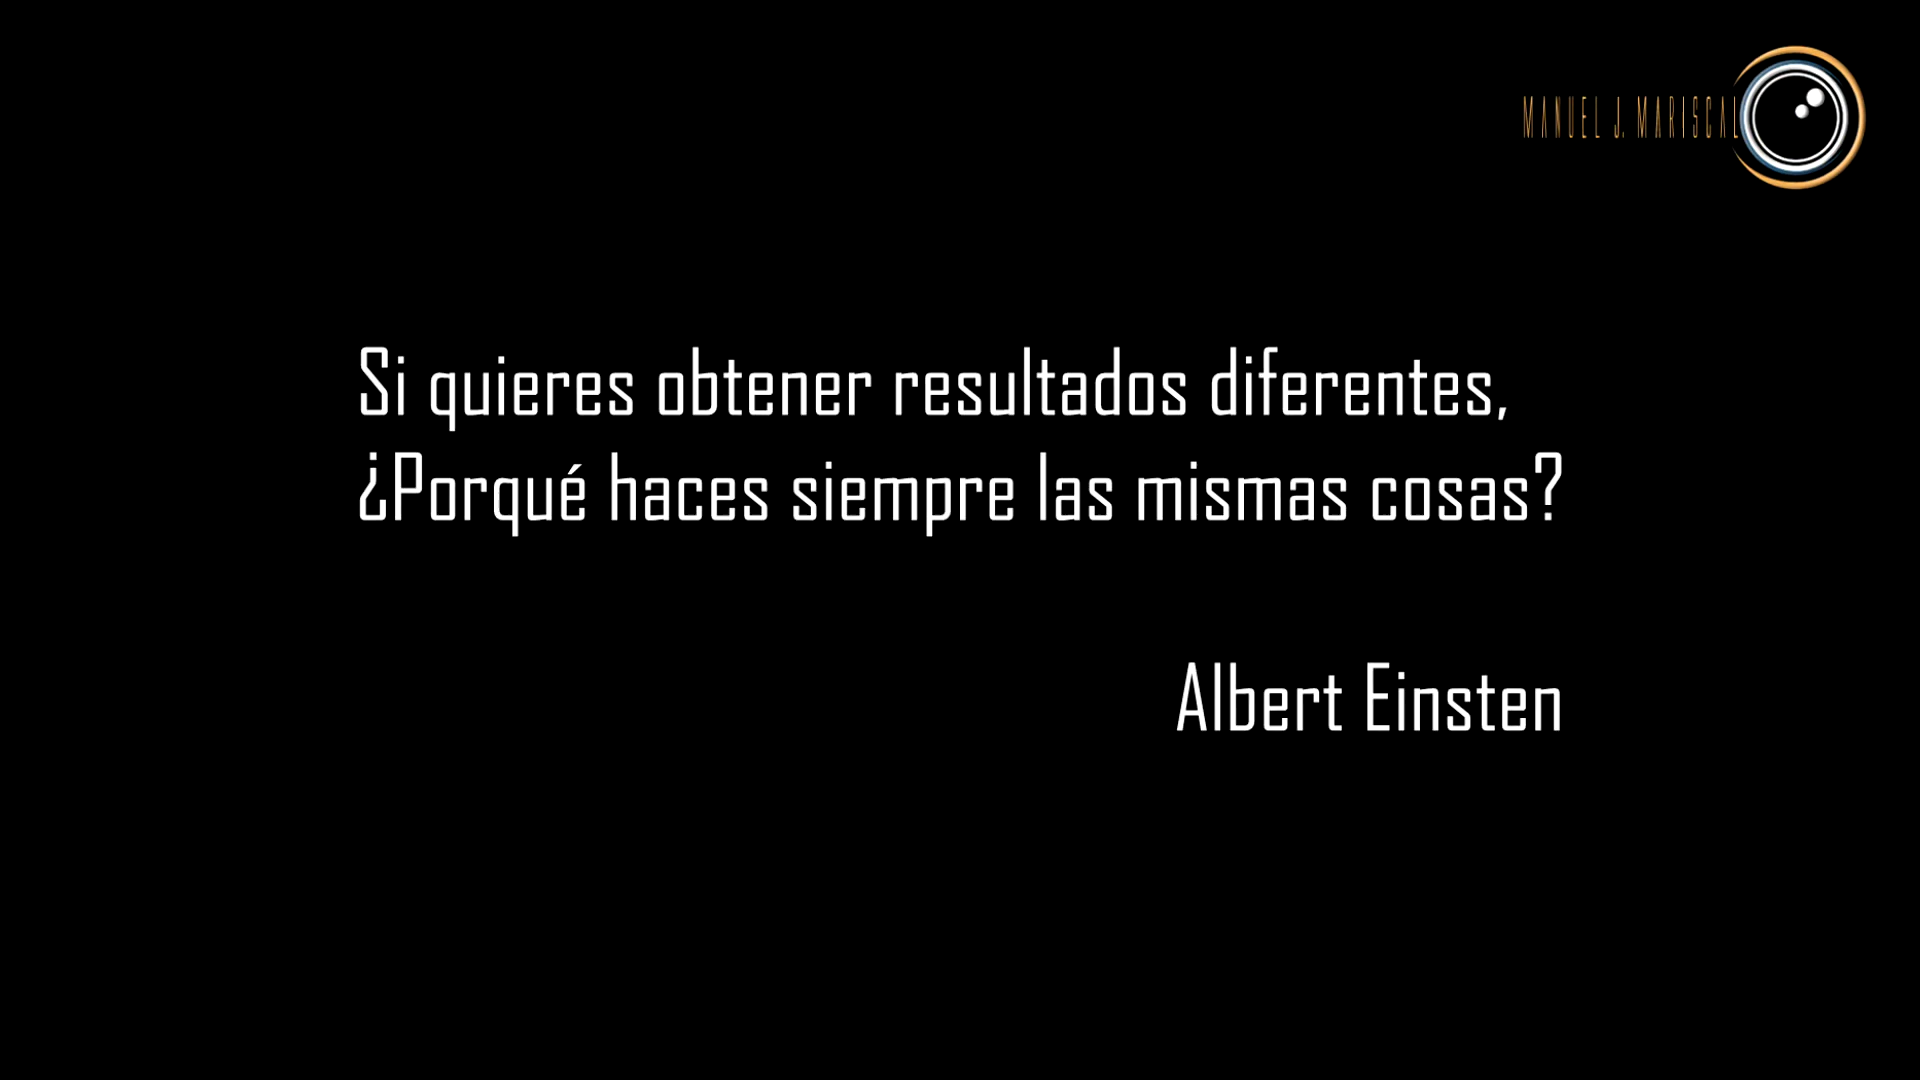 MANUEL J. MARISCAL
Si quieres obtener resultados diferentes,
¿Porqué haces siempre las mismas cosas?
Albert Einsten